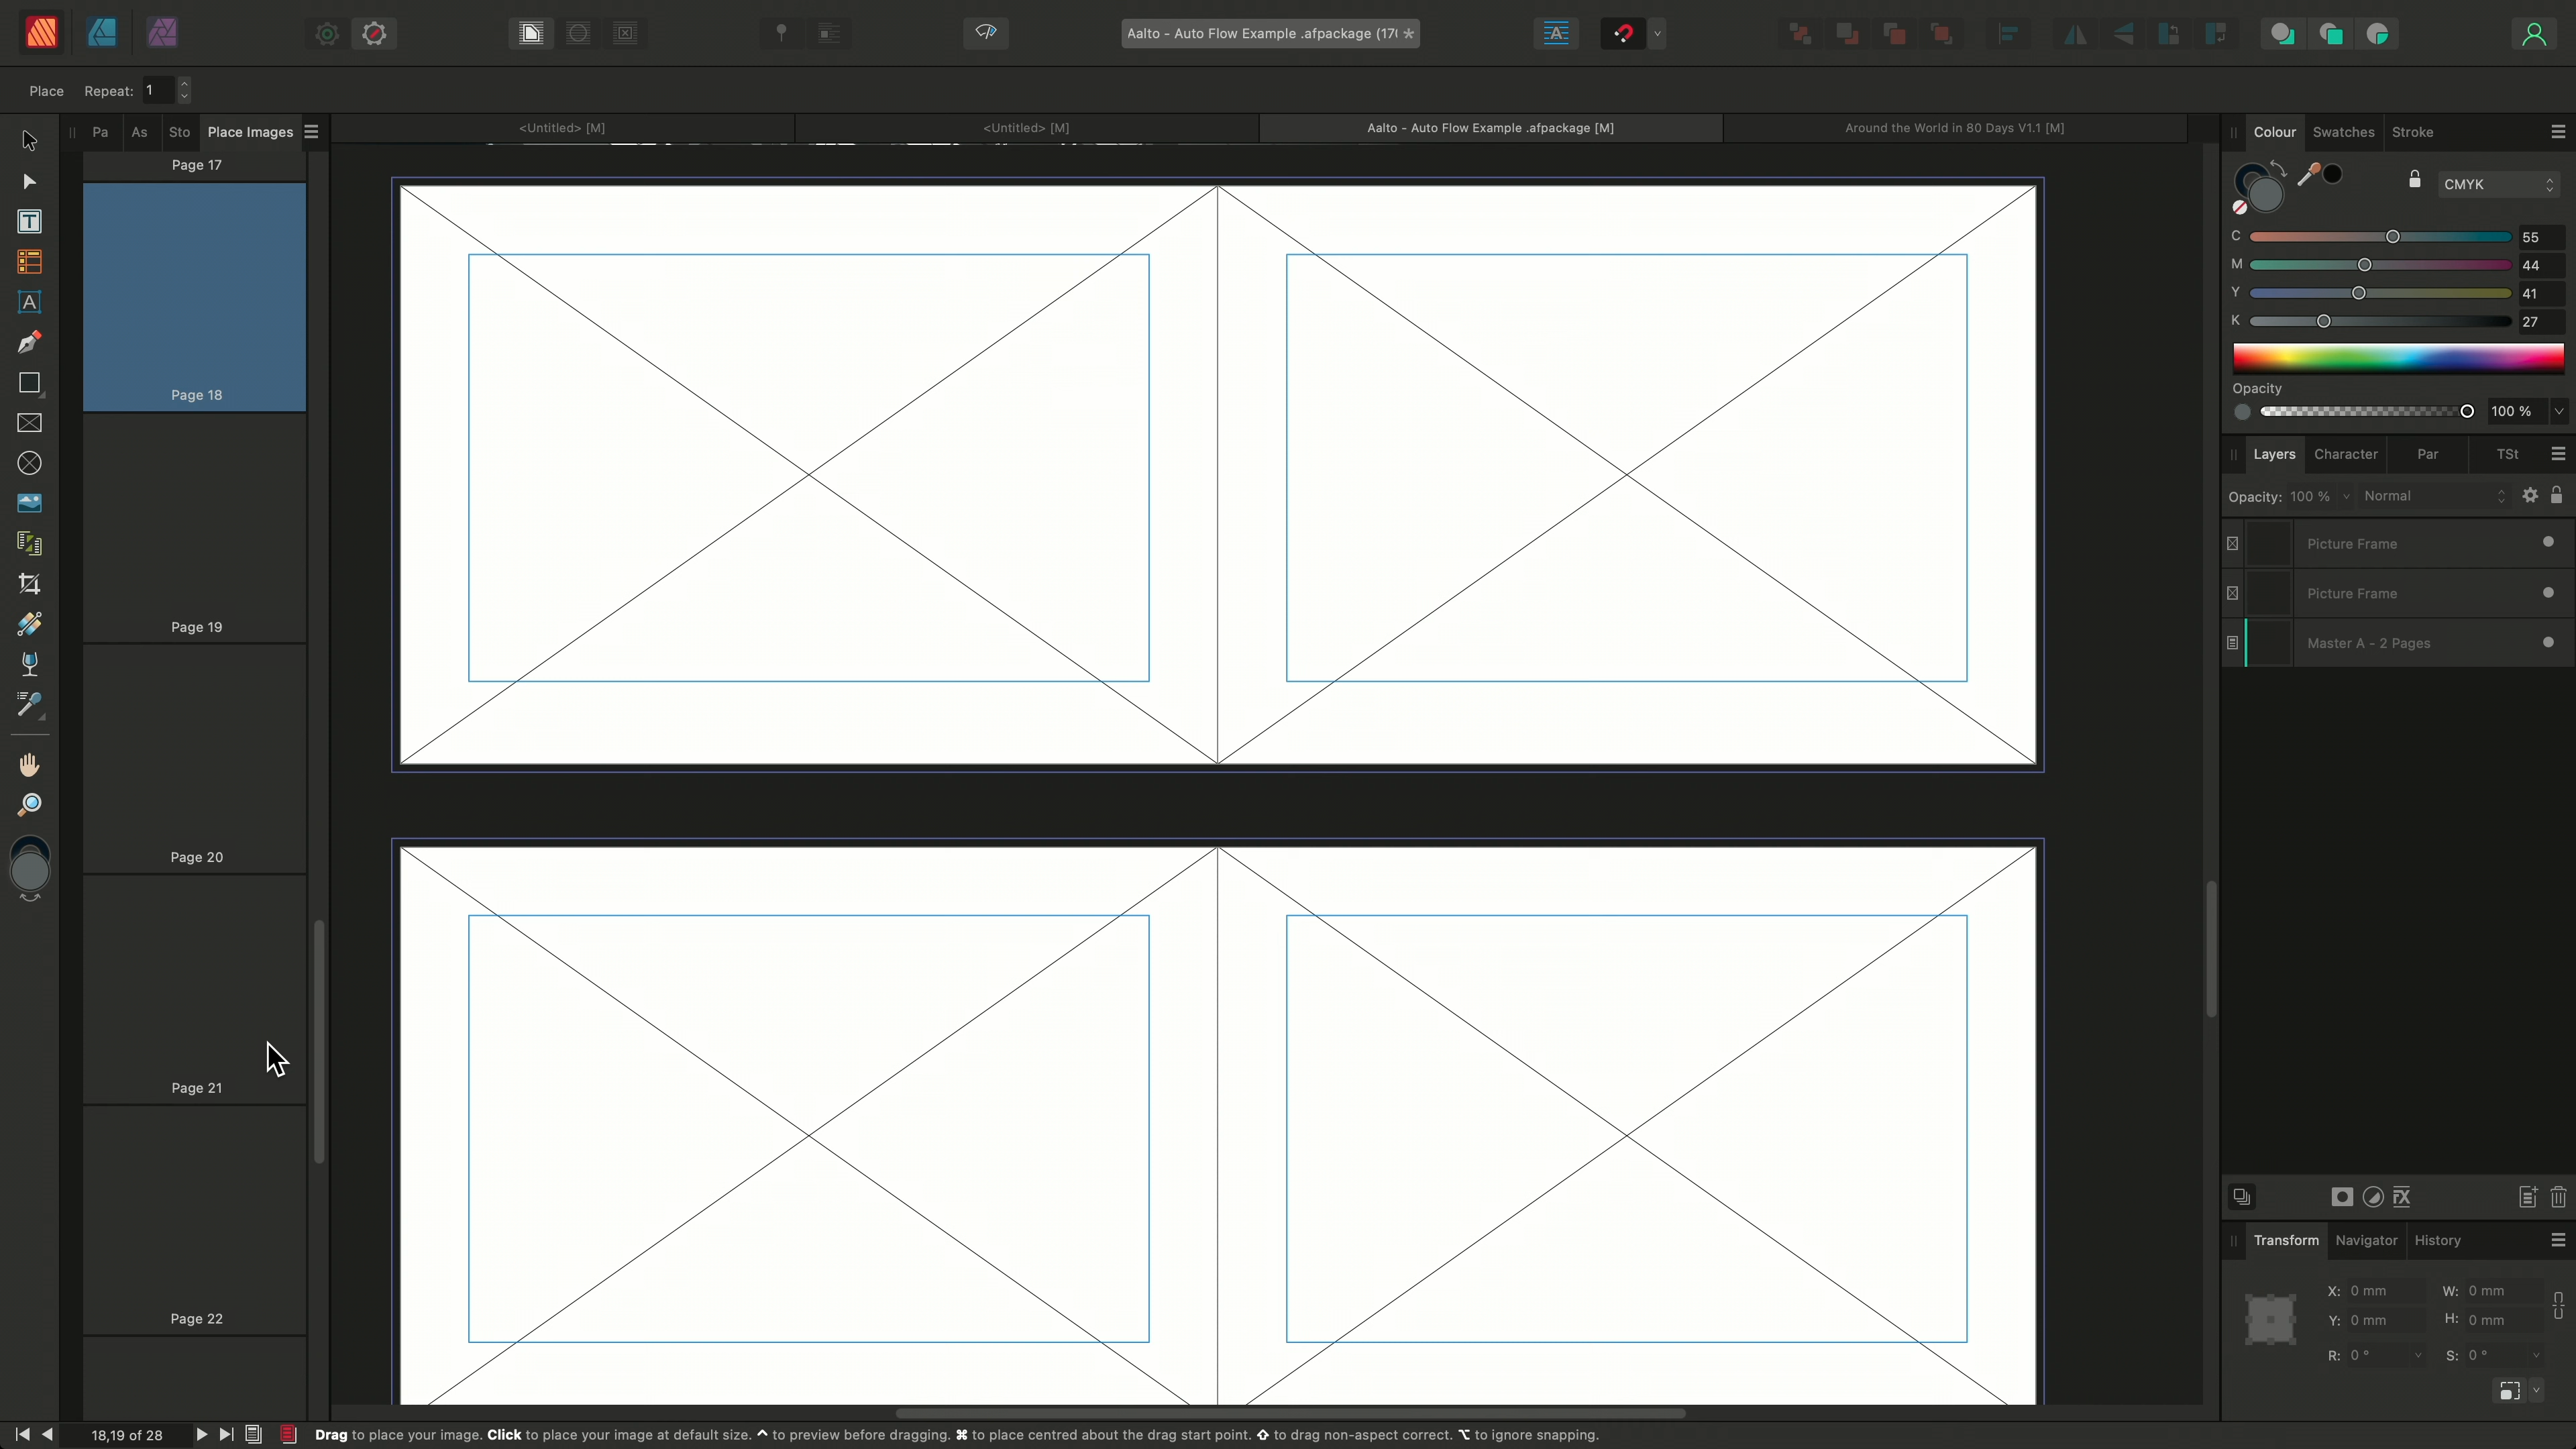 Aalto - Auto Flow Example .afpackage (17(
Place Repeat: 1
Pa As Sto Place Images
<Untitled> [M] <Untitled> [M] Aalto - Auto Flow Example .afpackage [M] Around the World in 80 Days V1.1 [M]
Colour Swatches Stroke
Page 17
Page 18
Page 19
Page 20
Page 21
Page 22
CMYK
C 55
M 44
Y 41
K 27
Opacity
100 %
Layers Character Par TSt
Opacity: 100 % Normal
Picture Frame
Picture Frame
Master A - 2 Pages
Transform Navigator History
X: 0 mm W: 0 mm
Y: 0 mm H: 0 mm
R: 0 ° S: 0 °
18,19 of 28 Drag to place your image. Click to place your image at default size. ^ to preview before dragging. ⌘ to place centred about the drag start point. ⇧ to drag non-aspect correct. ⌥ to ignore snapping.